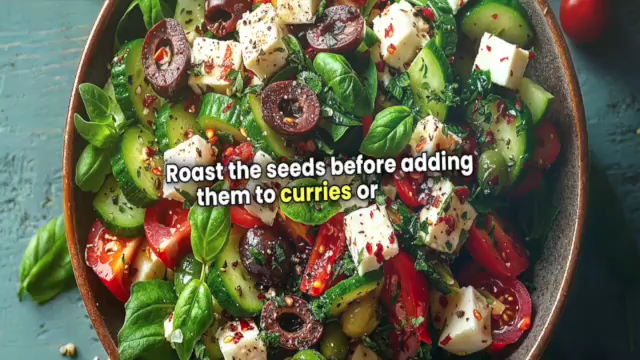 Roast the seeds before adding
them to curries or